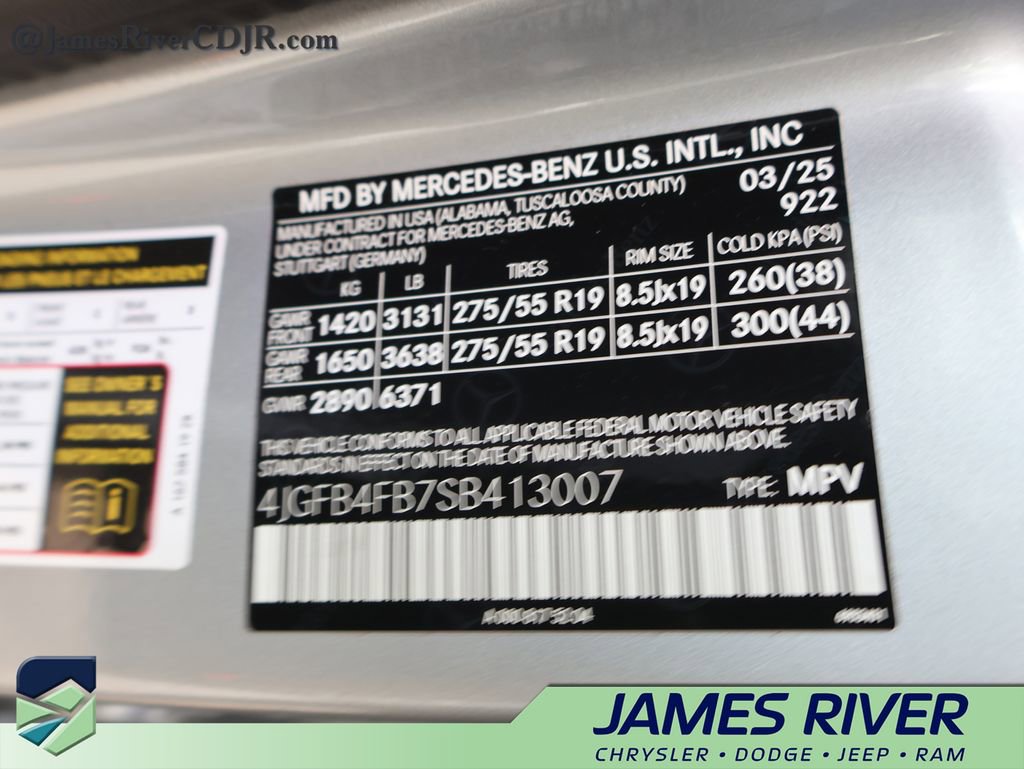 @JamesRiverCDJR.com
MFD BY MERCEDES-BENZ U.S. INTL., INC
MANUFACTURED IN USA (ALABAMA, TUSCALOOSA COUNTY) 03/25
UNDER CONTRACT FOR MERCEDES-BENZ AG, 922
STUTTGART (GERMANY)
KG LB TIRES RIM SIZE COLD KPA (PSI)
GAWR FRONT 1420 3131 275/55 R19 8.5Jx19 260(38)
GAWR REAR 1650 3638 275/55 R19 8.5Jx19 300(44)
GVWR 2890 6371
THIS VEHICLE CONFORMS TO ALL APPLICABLE FEDERAL MOTOR VEHICLE SAFETY
STANDARDS IN EFFECT ON THE DATE OF MANUFACTURE SHOWN ABOVE.
4JGFB4FB7SB413007 TYPE: MPV
ET LE CHARGEMENT
SEE OWNER'S
MANUAL FOR
ADDITIONAL
INFORMATION
JAMES RIVER
CHRYSLER • DODGE • JEEP • RAM